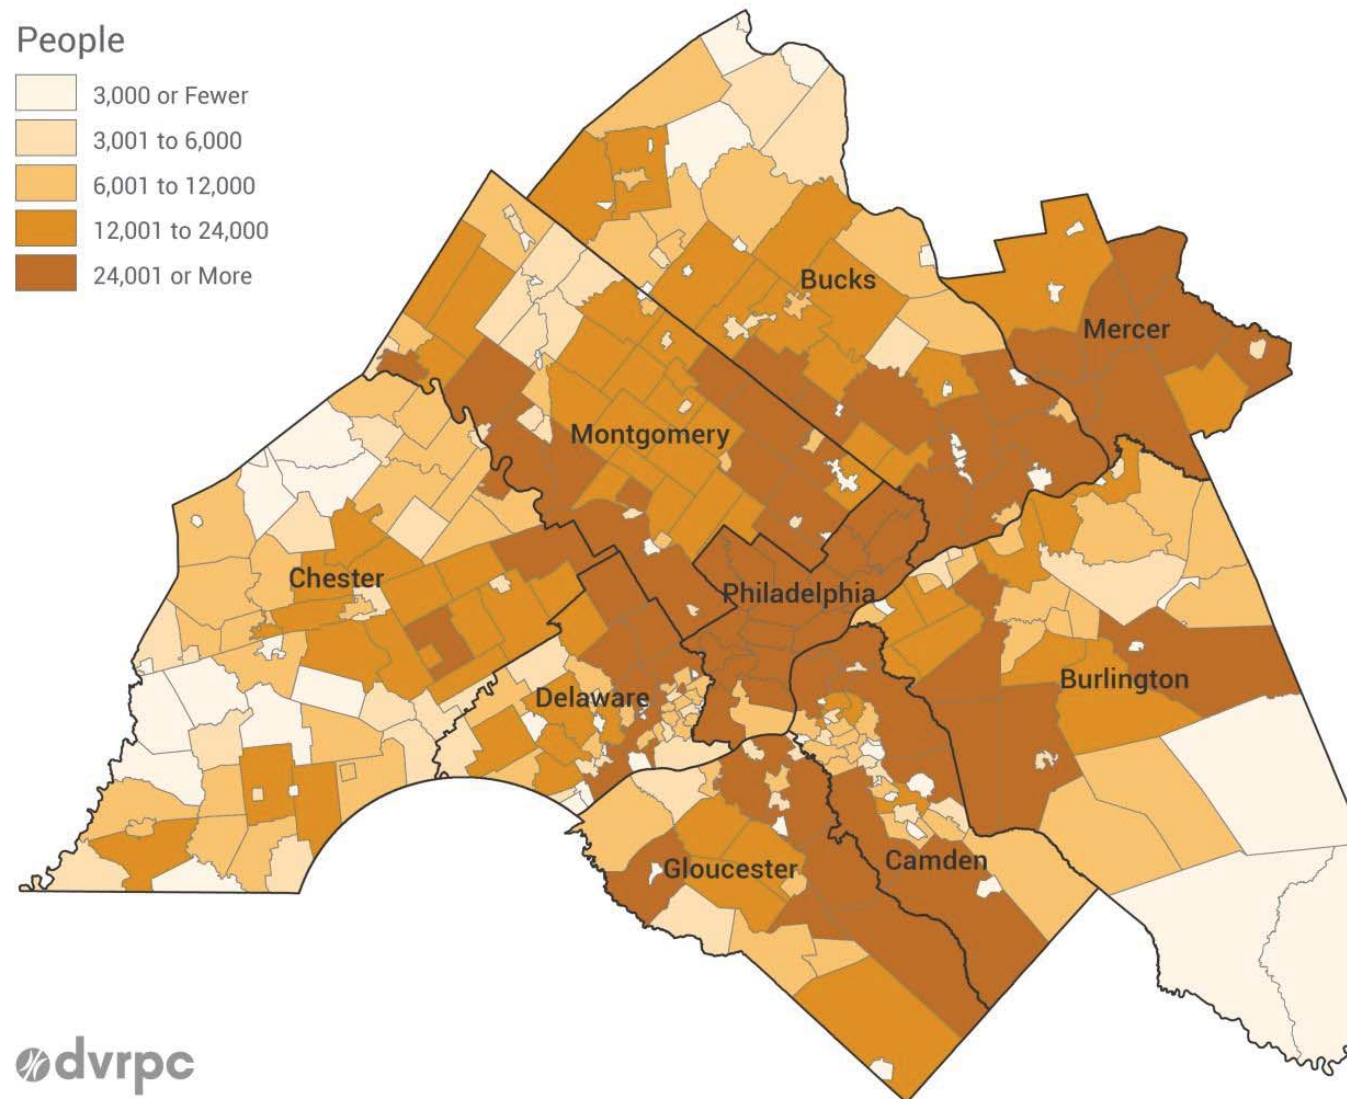 People
3,000 or Fewer
3,001 to 6,000
6,001 to 12,000
12,001 to 24,000
24,001 or More
Bucks
Mercer
Montgomery
Chester
Philadelphia
Delaware
Burlington
Gloucester
Camden
dvrpc